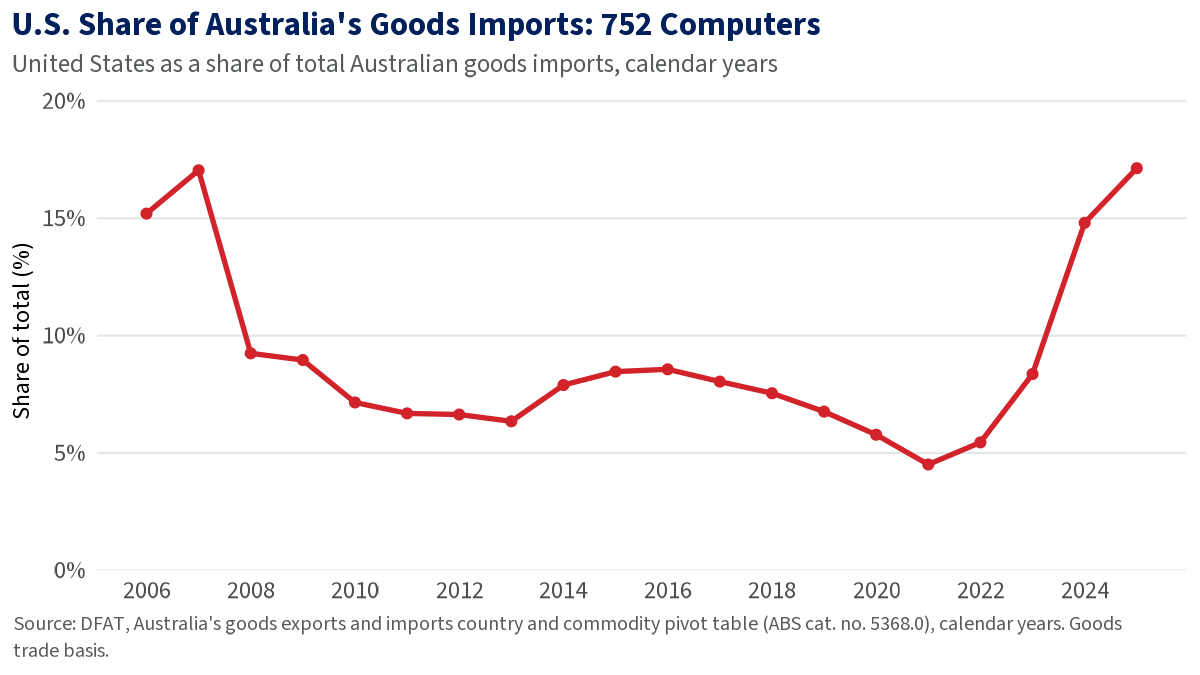 U.S. Share of Australia's Goods Imports: 752 Computers
United States as a share of total Australian goods imports, calendar years
Share of total (%)
20%
15%
10%
5%
0%
2006 2008 2010 2012 2014 2016 2018 2020 2022 2024
Source: DFAT, Australia's goods exports and imports country and commodity pivot table (ABS cat. no. 5368.0), calendar years. Goods
trade basis.